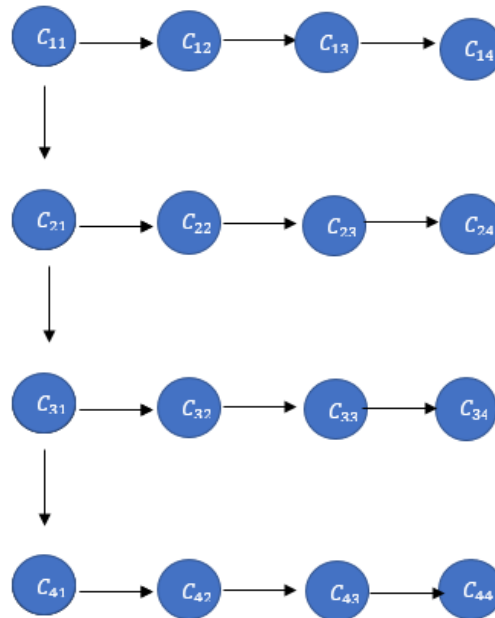 C₁₁ C₁₂ C₁₃ C₁₄
C₂₁ C₂₂ C₂₃ C₂₄
C₃₁ C₃₂ C₃₃ C₃₄
C₄₁ C₄₂ C₄₃ C₄₄